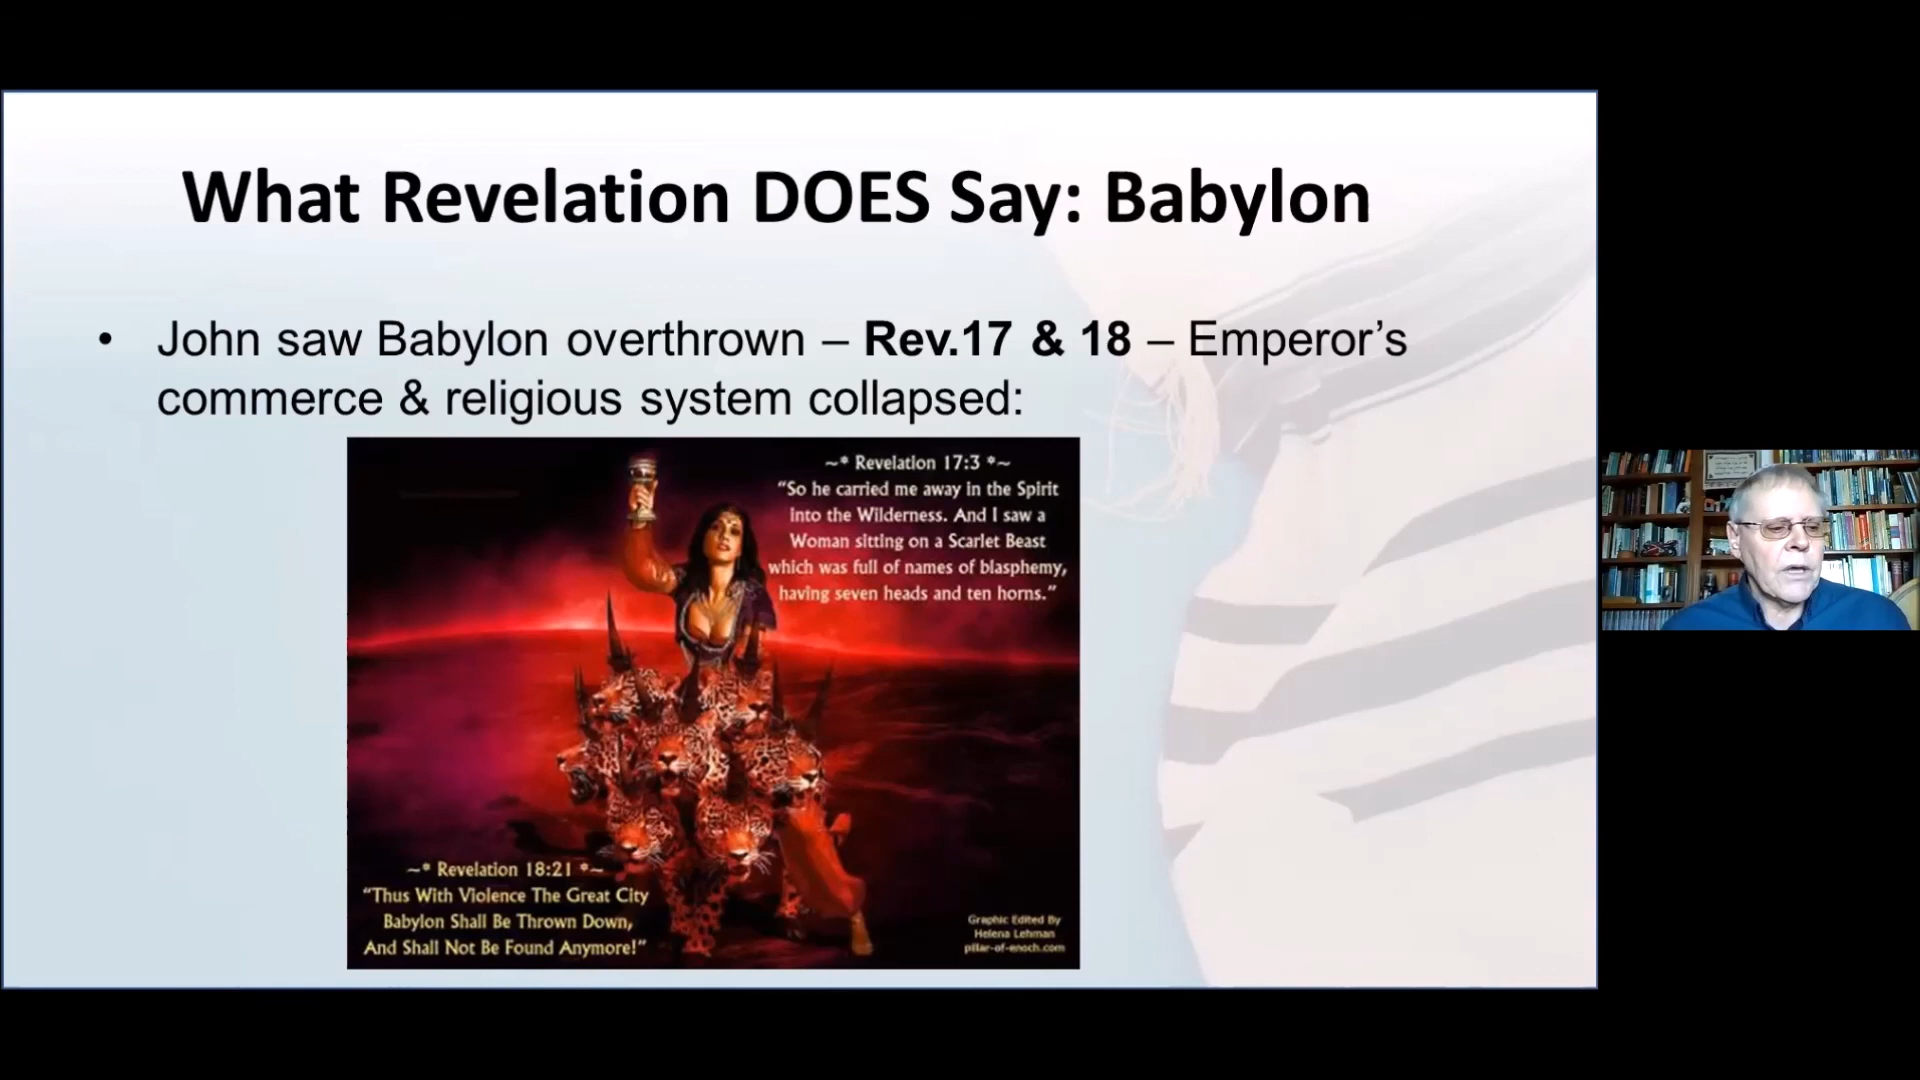 What Revelation DOES Say: Babylon
• John saw Babylon overthrown – Rev.17 & 18 – Emperor’s
commerce & religious system collapsed:
~* Revelation 17:3 *~
“So he carried me away in the Spirit
into the Wilderness. And I saw a
Woman sitting on a Scarlet Beast
which was full of names of blasphemy,
having seven heads and ten horns.”
~* Revelation 18:21 *~
“Thus With Violence The Great City
Babylon Shall Be Thrown Down,
And Shall Not Be Found Anymore!”
Graphic Edited By
Helena Lehman
pillar-of-enoch.com